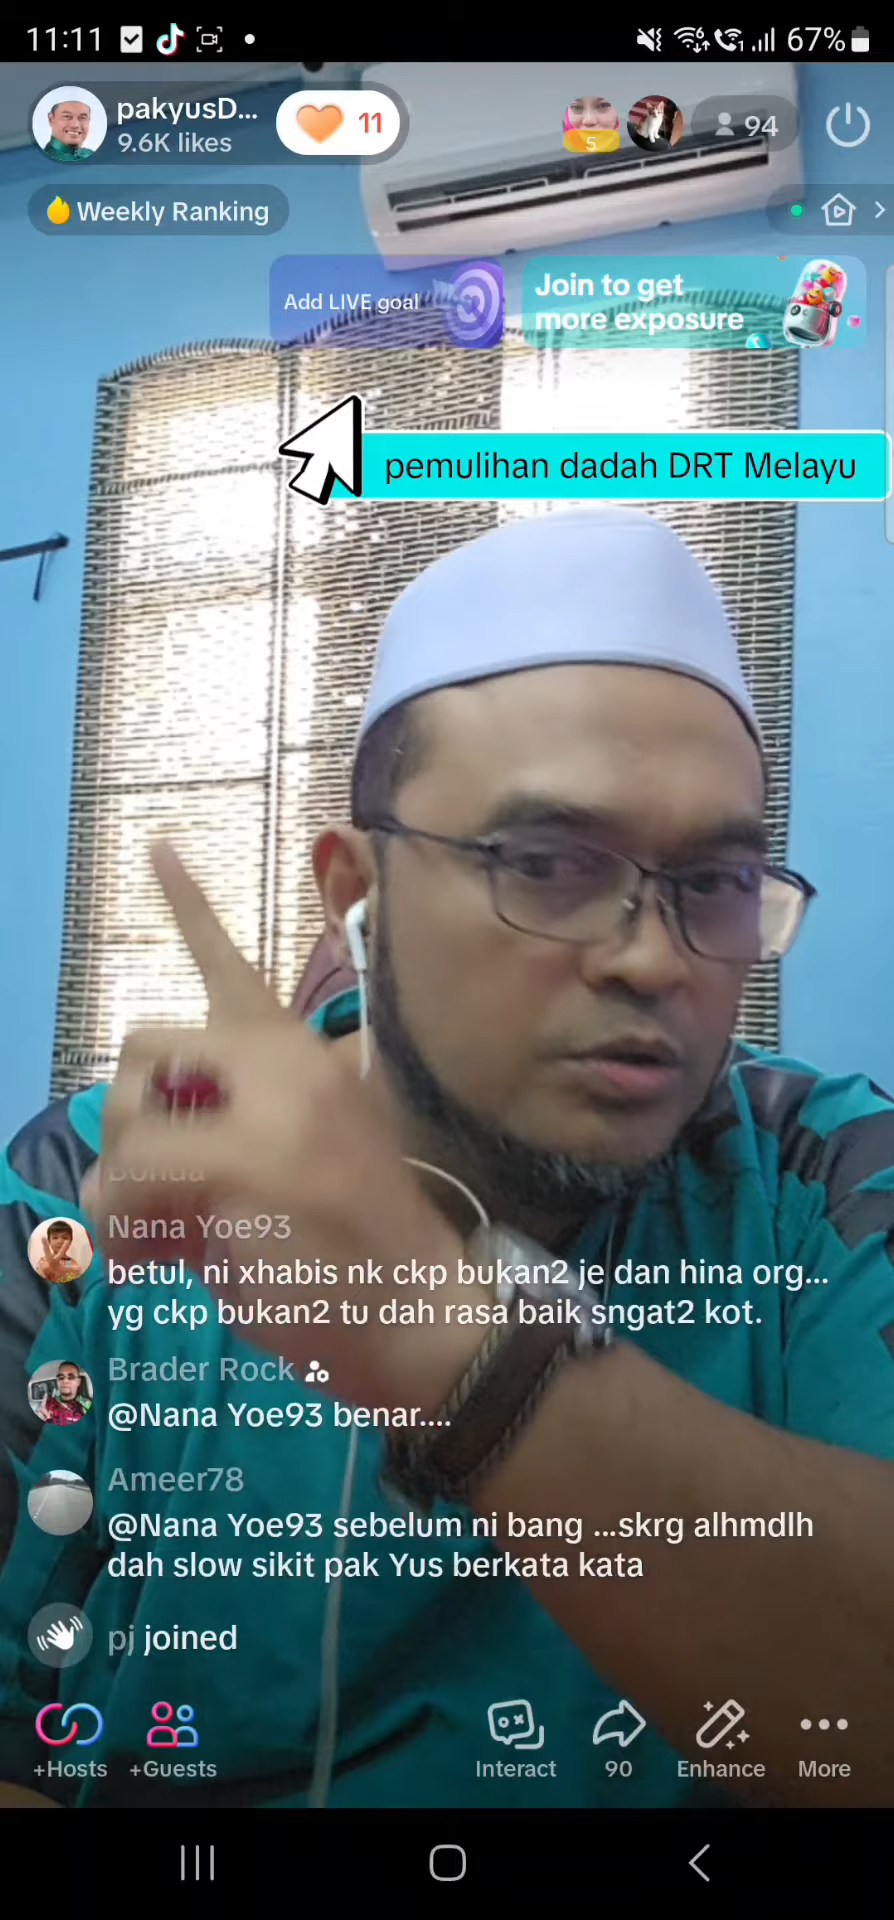 11:11
67%
pakyusD...
9.6K likes
11
5
94
Weekly Ranking
Add LIVE goal
Join to get
more exposure
pemulihan dadah DRT Melayu
Nana Yoe93
betul, ni xhabis nk ckp bukan2 je dan hina org...
yg ckp bukan2 tu dah rasa baik sngat2 kot.
Brader Rock
@Nana Yoe93 benar....
Ameer78
@Nana Yoe93 sebelum ni bang ...skrg alhmdlh
dah slow sikit pak Yus berkata kata
pj joined
+Hosts
+Guests
Interact
90
Enhance
More